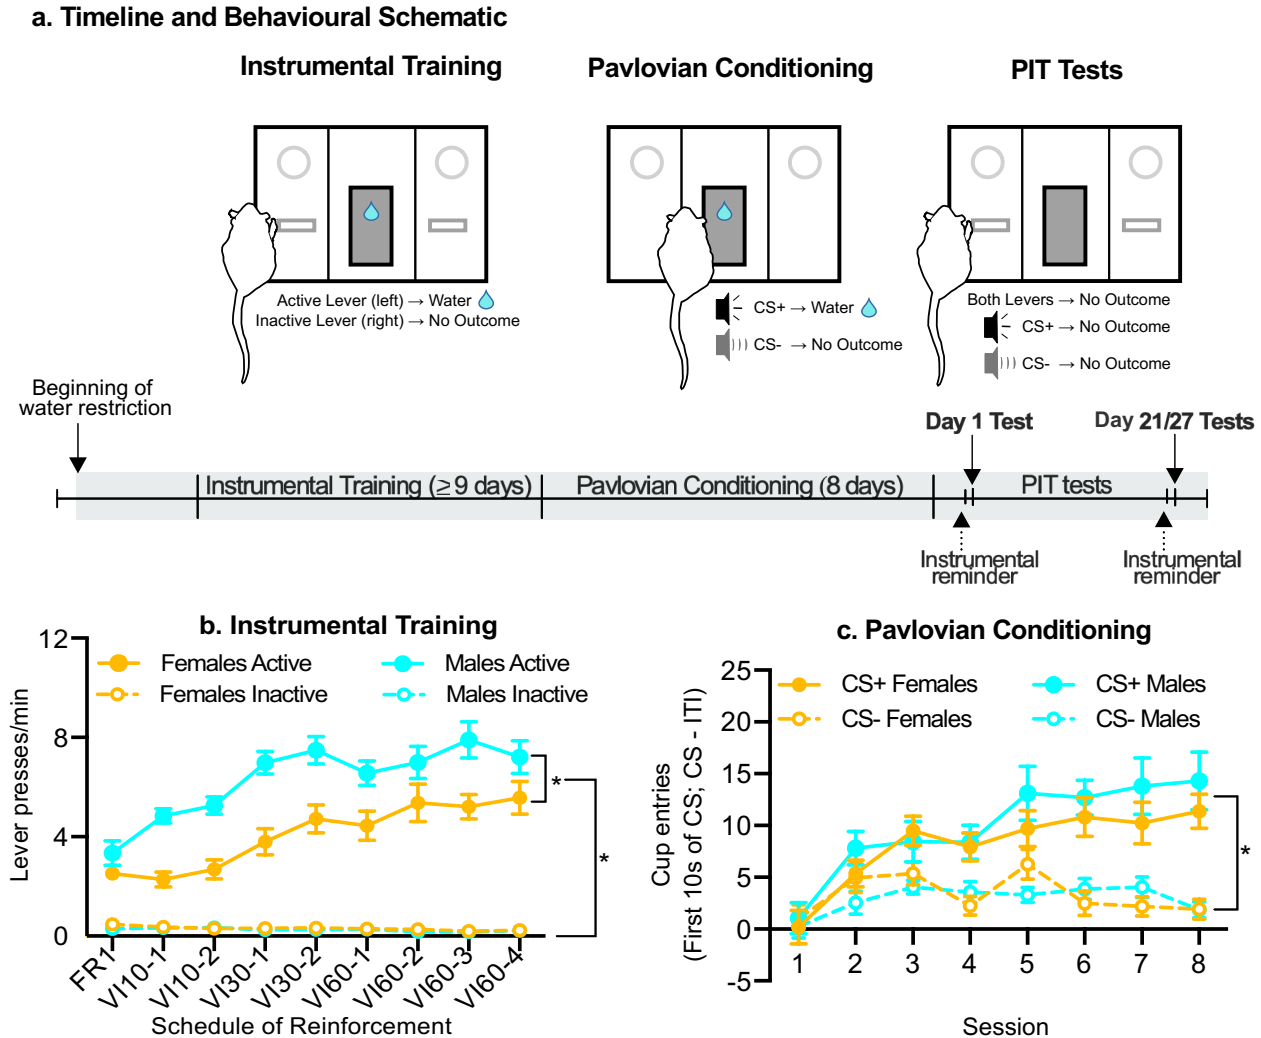 a. Timeline and Behavioural Schematic
Instrumental Training
Pavlovian Conditioning
PIT Tests
Active Lever (left) → Water
Inactive Lever (right) → No Outcome
CS+ → Water
CS- → No Outcome
Both Levers → No Outcome
CS+ → No Outcome
CS- → No Outcome
Beginning of
water restriction
Day 1 Test
Day 21/27 Tests
Instrumental Training (≥ 9 days)
Pavlovian Conditioning (8 days)
PIT tests
Instrumental
reminder
Instrumental
reminder
b. Instrumental Training
Females Active
Males Active
Females Inactive
Males Inactive
Lever presses/min
12
8
4
0
*
*
FR1
VI10-1
VI10-2
VI30-1
VI30-2
VI60-1
VI60-2
VI60-3
VI60-4
Schedule of Reinforcement
c. Pavlovian Conditioning
CS+ Females
CS+ Males
CS- Females
CS- Males
Cup entries
(First 10s of CS; CS - ITI)
25
20
15
10
5
0
-5
*
1 2 3 4 5 6 7 8
Session